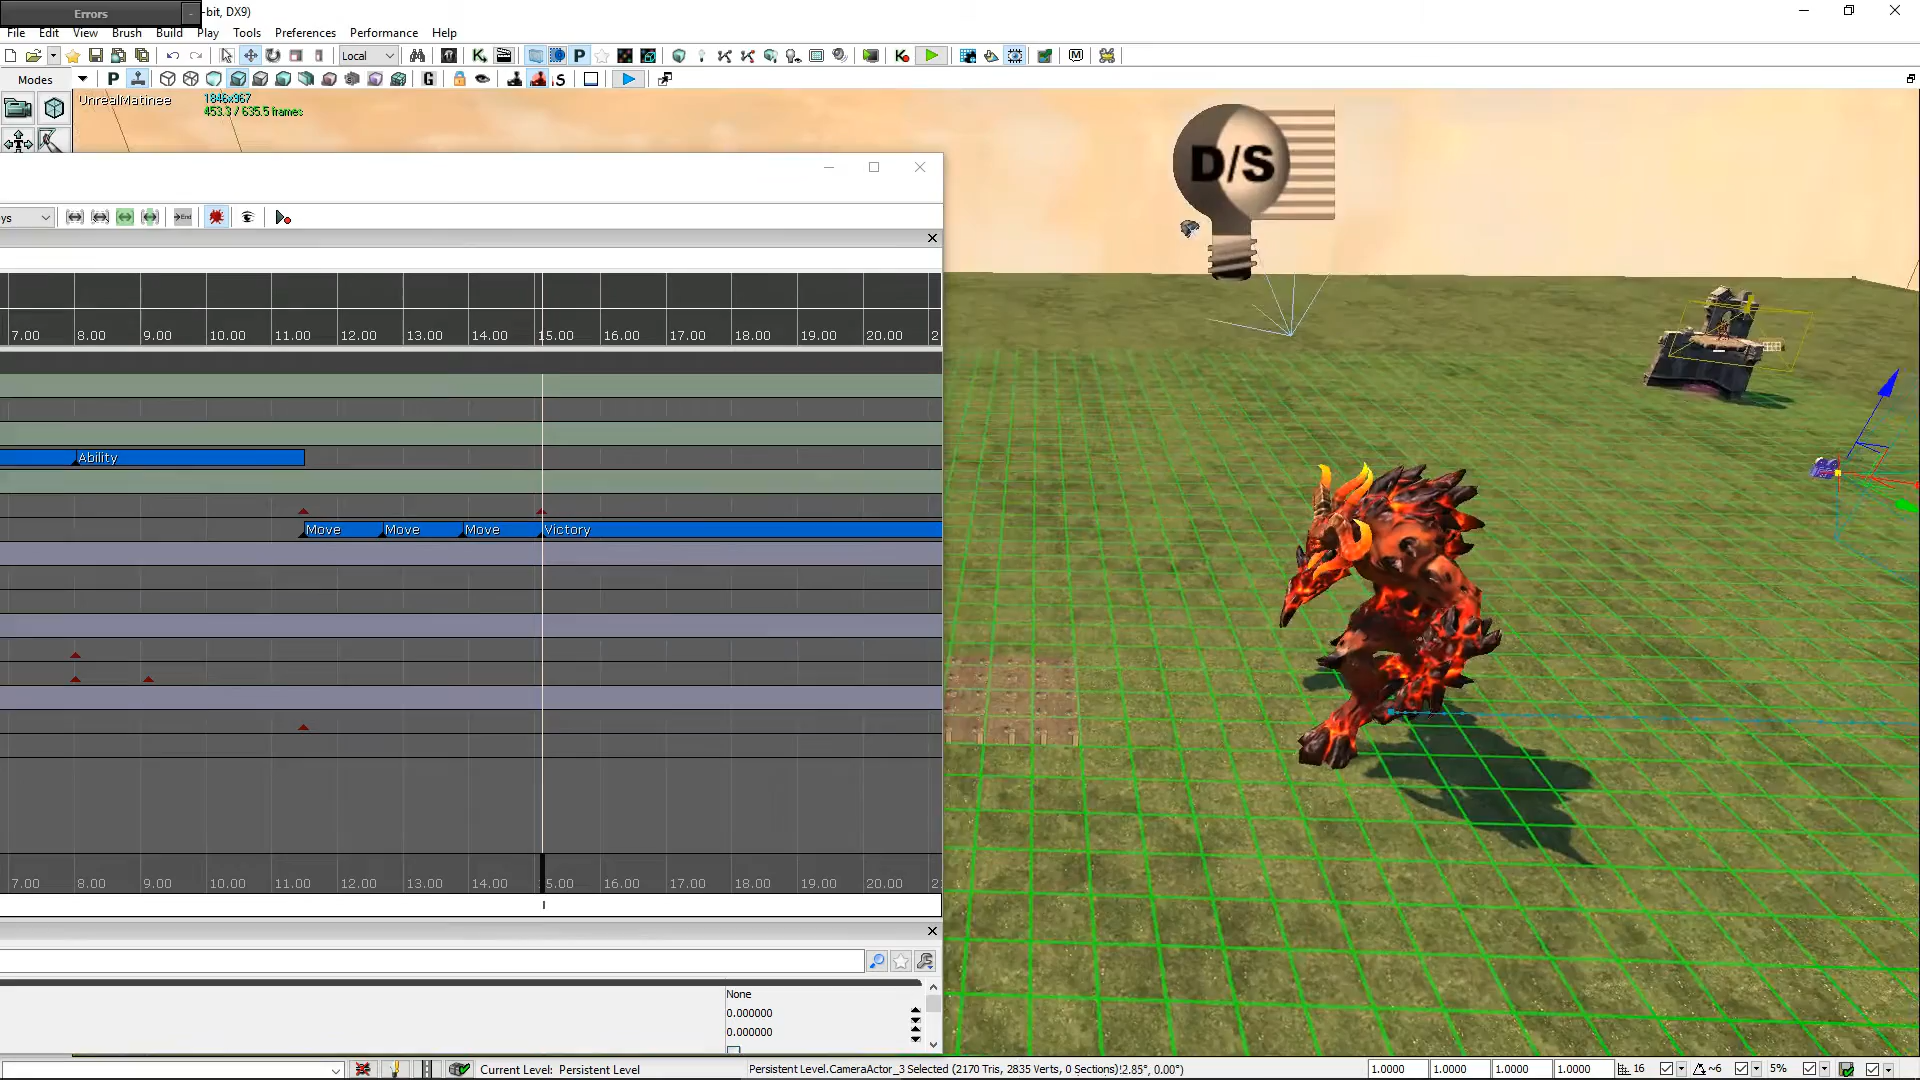 Errors
-
-bit, DX9)
File Edit View Brush Build Play Tools Preferences Performance Help
Local
Modes
UnrealMatinee
1846x967
453.3 / 635.5 frames
D/S
ys
7.00 8.00 9.00 10.00 11.00 12.00 13.00 14.00 15.00 16.00 17.00 18.00 19.00 20.00 2
Ability
Move Move Move Victory
7.00 8.00 9.00 10.00 11.00 12.00 13.00 14.00 5.00 16.00 17.00 18.00 19.00 20.00
None
0.000000
0.000000
Current Level: Persistent Level
Persistent Level.CameraActor_3 Selected (2170 Tris, 2835 Verts, 0 Sections)
2.85°, 0.00°)
1.0000 1.0000 1.0000 1.0000 16 ~6 5%